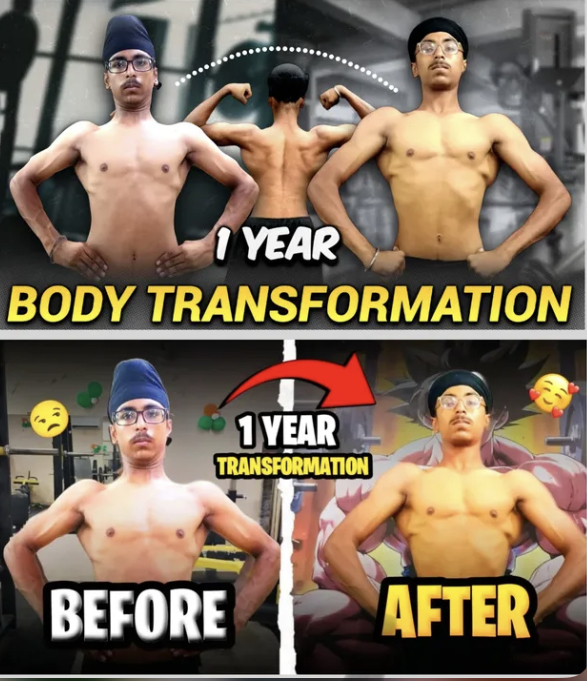 1 YEAR
BODY TRANSFORMATION
1 YEAR
TRANSFORMATION
BEFORE
AFTER